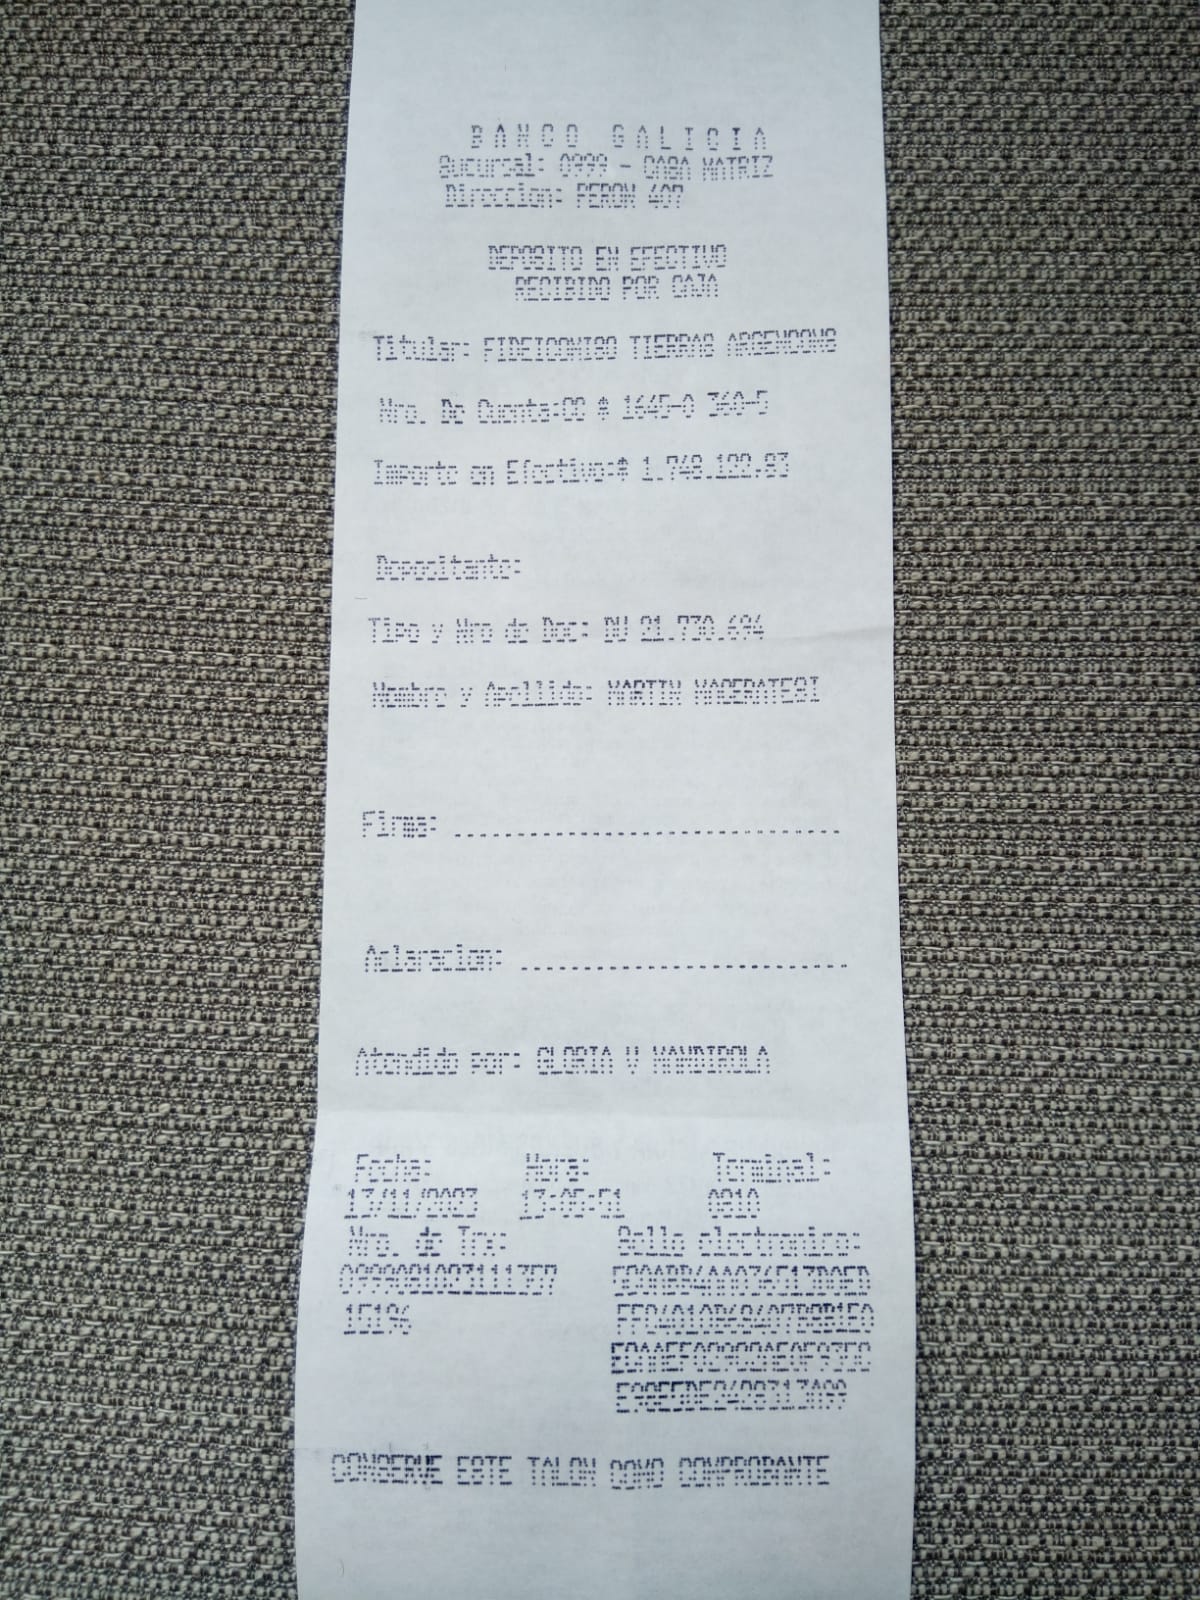 BANCO GALICIA
Sucursal: 0999 - CASA MATRIZ
Direccion: PERON 407
DEPOSITO EN EFECTIVO
RECIBIDO POR CAJA
Titular: FIDEICOMISO TIERRAS ARGENCONS
Nro. De Cuenta:CC $ 1645-0 360-5
Importe en Efectivo:$ 1.748.122,83
Depositante:
Tipo y Nro de Doc: DU 21.730.694
Nombre y Apellido: MARTIN MACERATESI
Firma:
Aclaracion:
Atendido por: GLORIA V MANDIROLA
Fecha: Hora: Terminal:
13/11/2023 13:05:51 0810
Nro. de Trx: Sello electronico:
15196
CONSERVE ESTE TALON COMO COMPROBANTE